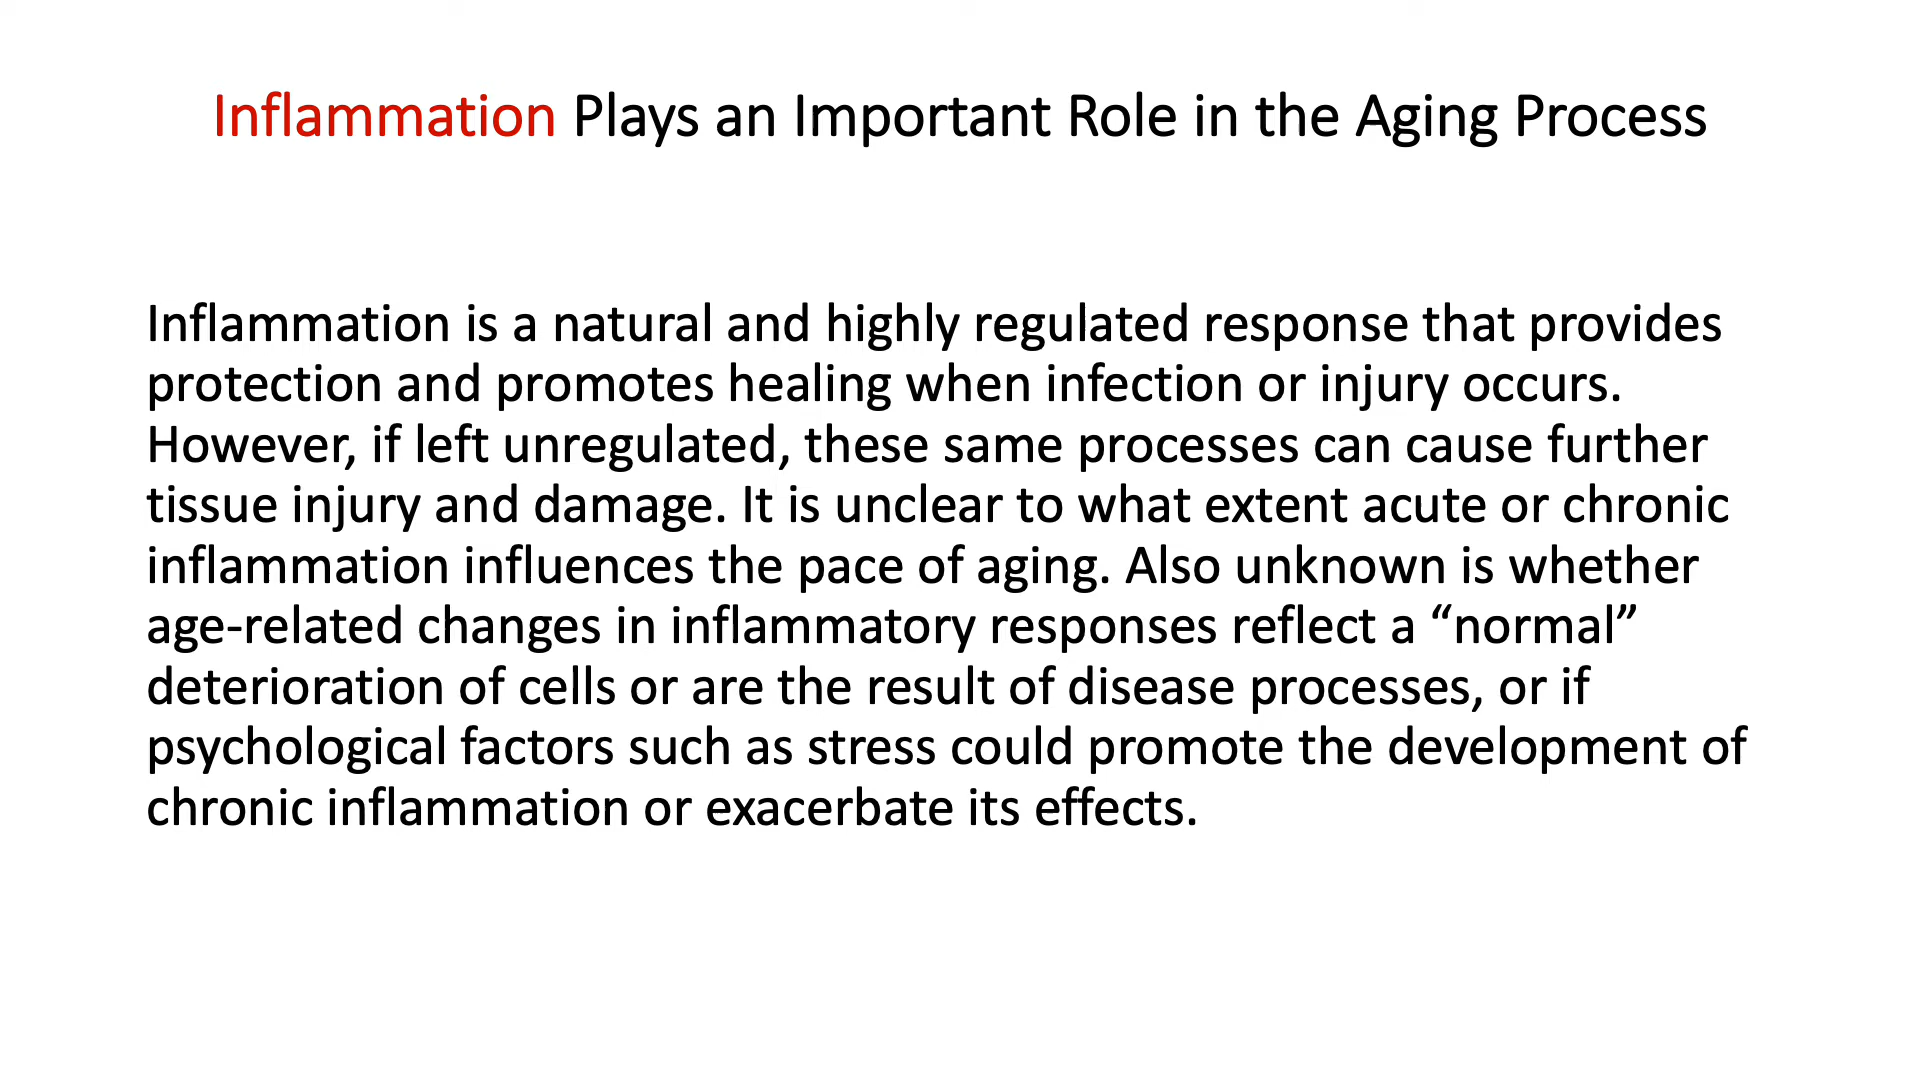 Inflammation Plays an Important Role in the Aging Process
Inflammation is a natural and highly regulated response that provides
protection and promotes healing when infection or injury occurs.
However, if left unregulated, these same processes can cause further
tissue injury and damage. It is unclear to what extent acute or chronic
inflammation influences the pace of aging. Also unknown is whether
age-related changes in inflammatory responses reflect a “normal”
deterioration of cells or are the result of disease processes, or if
psychological factors such as stress could promote the development of
chronic inflammation or exacerbate its effects.